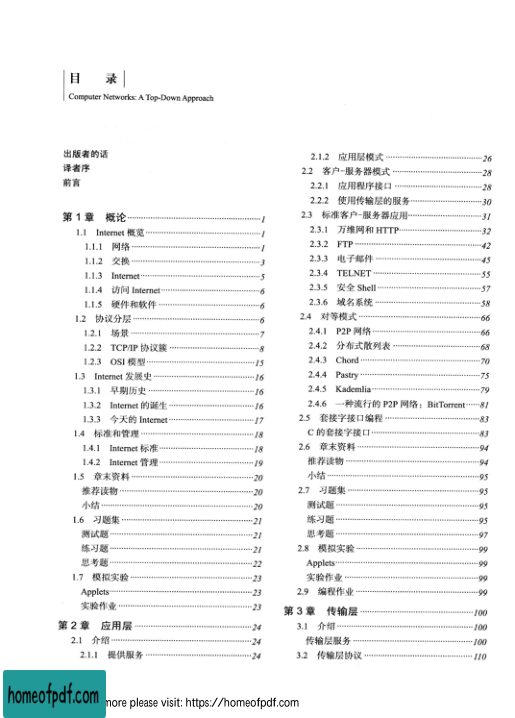 目 录
Computer Networks: A Top-Down Approach
出版者的话
译者序
前言
第1章 概论 1
1.1 Internet 概览 1
1.1.1 网络 1
1.1.2 交换 3
1.1.3 Internet 5
1.1.4 访问 Internet 6
1.1.5 硬件和软件 6
1.2 协议分层 6
1.2.1 场景 7
1.2.2 TCP/IP 协议簇 8
1.2.3 OSI 模型 15
1.3 Internet 发展史 16
1.3.1 早期历史 16
1.3.2 Internet 的诞生 16
1.3.3 今天的 Internet 17
1.4 标准和管理 18
1.4.1 Internet 标准 18
1.4.2 Internet 管理 19
1.5 章末资料 20
推荐读物 20
小结 20
1.6 习题集 21
测试题 21
练习题 21
思考题 22
1.7 模拟实验 23
Applets 23
实验作业 23
第2章 应用层 24
2.1 介绍 24
2.1.1 提供服务 24
2.1.2 应用层模式 26
2.2 客户-服务器模式 28
2.2.1 应用程序接口 28
2.2.2 使用传输层的服务 30
2.3 标准客户-服务器应用 31
2.3.1 万维网和 HTTP 32
2.3.2 FTP 42
2.3.3 电子邮件 45
2.3.4 TELNET 55
2.3.5 安全 Shell 57
2.3.6 域名系统 58
2.4 对等模式 66
2.4.1 P2P 网络 66
2.4.2 分布式散列表 68
2.4.3 Chord 70
2.4.4 Pastry 75
2.4.5 Kademlia 79
2.4.6 一种流行的 P2P 网络：BitTorrent 81
2.5 套接字接口编程 83
C 的套接字接口 83
2.6 章末资料 94
推荐读物 94
小结 95
2.7 习题集 95
测试题 95
练习题 95
思考题 97
2.8 模拟实验 99
Applets 99
实验作业 99
2.9 编程作业 99
第3章 传输层 100
3.1 介绍 100
传输层服务 100
3.2 传输层协议 110
homeofpdf.com
more please visit: https://homeofpdf.com